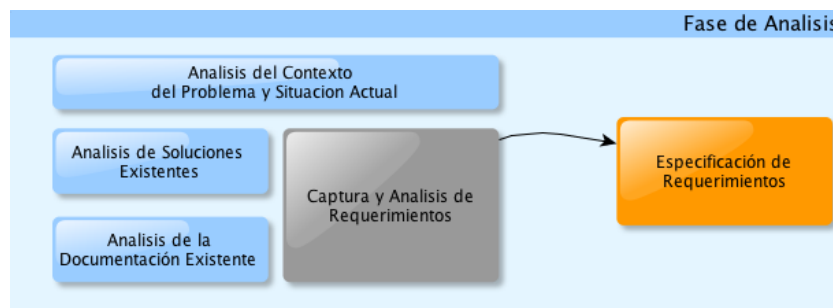 Fase de Analisis
Analisis del Contexto
del Problema y Situacion Actual
Analisis de Soluciones
Existentes
Captura y Analisis de
Requerimientos
Analisis de la
Documentación Existente
Especificación de
Requerimientos